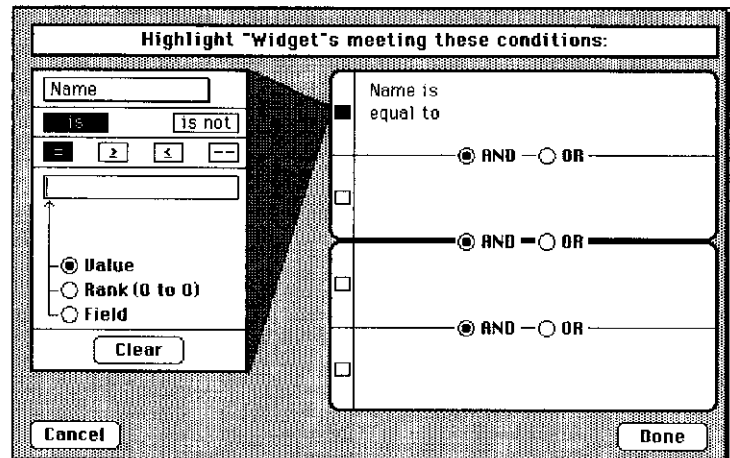 Highlight "Widget"s meeting these conditions:
Name
is is not
= ≥ ≤ --
Value
Rank (0 to 0)
Field
Clear
Name is
equal to
AND OR
AND OR
AND OR
Cancel
Done